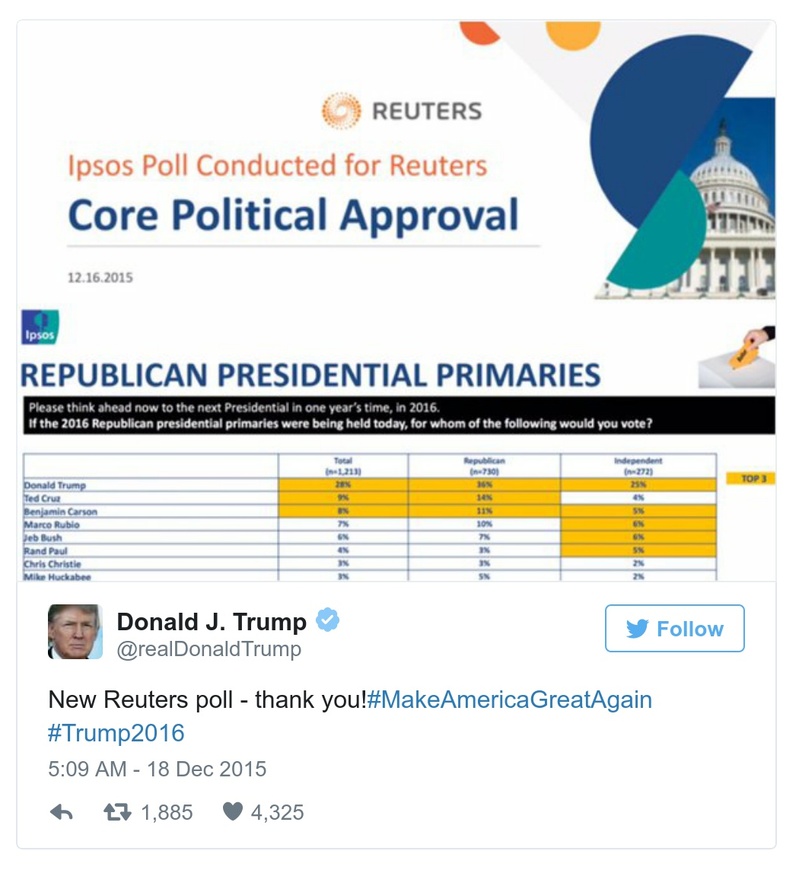 REUTERS
Ipsos Poll Conducted for Reuters
Core Political Approval
12.16.2015
Ipsos
REPUBLICAN PRESIDENTIAL PRIMARIES
Please think ahead now to the next Presidential in one year's time, in 2016.
If the 2016 Republican presidential primaries were being held today, for whom of the following would you vote?
Total Republican Independent
(n=1,213) (n=730) (n=272)
TOP 3
Donald Trump 28% 36% 25%
Ted Cruz 9% 14% 4%
Benjamin Carson 8% 11% 5%
Marco Rubio 7% 10% 6%
Jeb Bush 6% 7% 6%
Rand Paul 4% 3% 5%
Chris Christie 3% 3% 2%
Mike Huckabee 3% 5% 2%
Donald J. Trump
@realDonaldTrump
Follow
New Reuters poll - thank you!#MakeAmericaGreatAgain
#Trump2016
5:09 AM - 18 Dec 2015
1,885 4,325